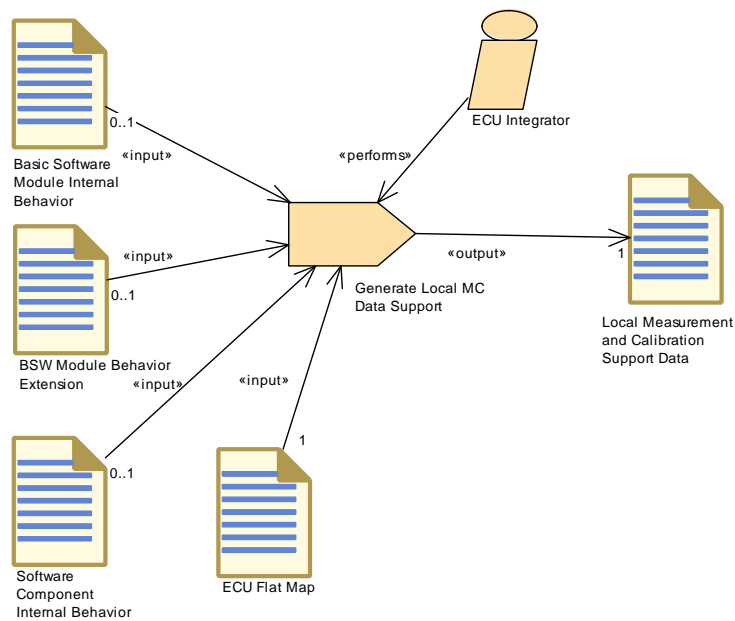 ECU Integrator
0..1
«input»
«performs»
Basic Software
Module Internal
Behavior
«input»
0..1
«output»
1
Generate Local MC
Data Support
Local Measurement
and Calibration
Support Data
BSW Module Behavior
Extension
«input»
«input»
1
0..1
Software
Component
Internal Behavior
ECU Flat Map